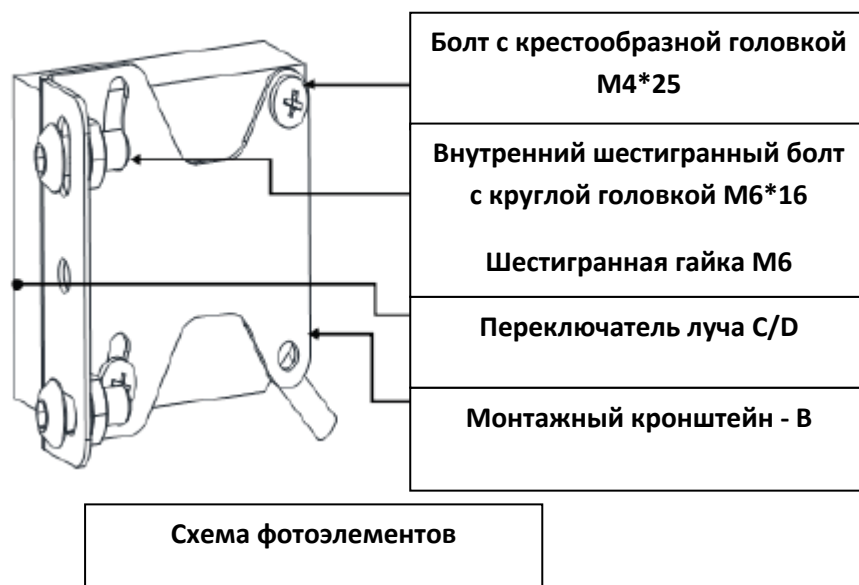 Болт с крестообразной головкой
М4*25
Внутренний шестигранный болт
с круглой головкой М6*16
Шестигранная гайка М6
Переключатель луча C/D
Монтажный кронштейн - В
Схема фотоэлементов